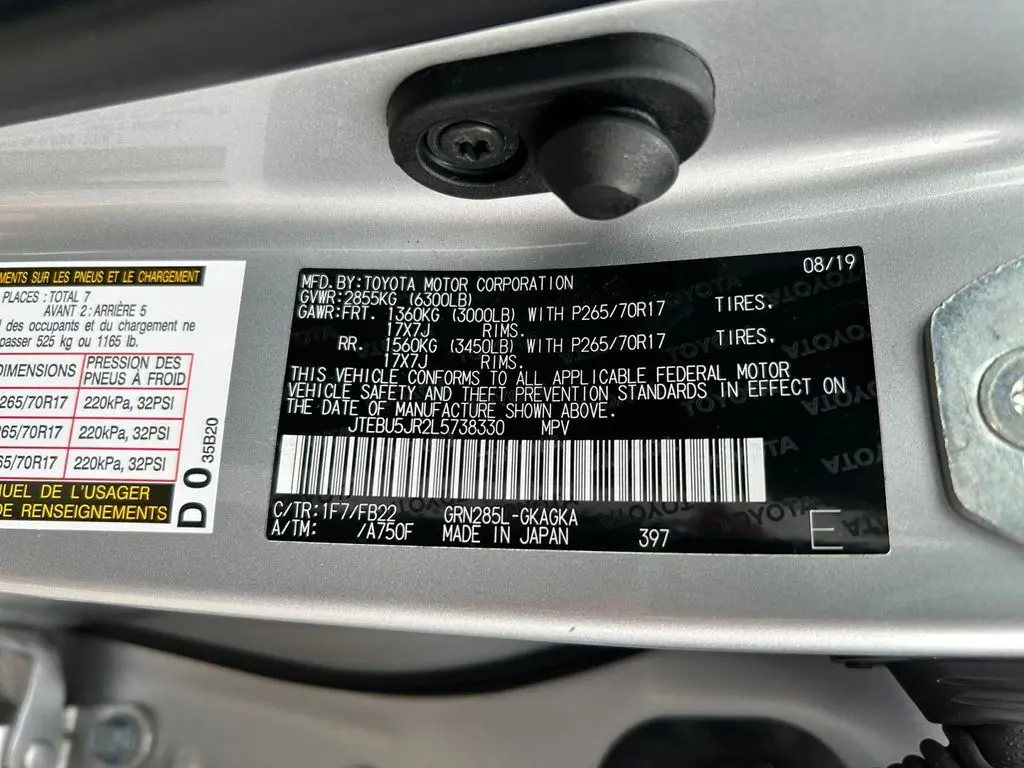 MENTS SUR LES PNEUS ET LE CHARGEMENT
PLACES : TOTAL 7
AVANT 2 : ARRIÈRE 5
des occupants et du chargement ne
passer 525 kg ou 1165 lb.
DIMENSIONS PRESSION DES PNEUS À FROID
265/70R17 220kPa, 32PSI
265/70R17 220kPa, 32PSI
65/70R17 220kPa, 32PSI
NUEL DE L'USAGER
DE RENSEIGNEMENTS
D 0 35B20
MFD. BY:TOYOTA MOTOR CORPORATION 08/19
GVWR:2855KG (6300LB)
GAWR:FRT. 1360KG (3000LB) WITH P265/70R17 TIRES.
17X7J RIMS.
RR. 1560KG (3450LB) WITH P265/70R17 TIRES.
17X7J RIMS.
THIS VEHICLE CONFORMS TO ALL APPLICABLE FEDERAL MOTOR
VEHICLE SAFETY AND THEFT PREVENTION STANDARDS IN EFFECT ON
THE DATE OF MANUFACTURE SHOWN ABOVE.
JTEBU5JR2L5738330 MPV
C/TR:1F7/FB22 GRN285L-GKAGKA
A/TM: /A750F MADE IN JAPAN 397 E